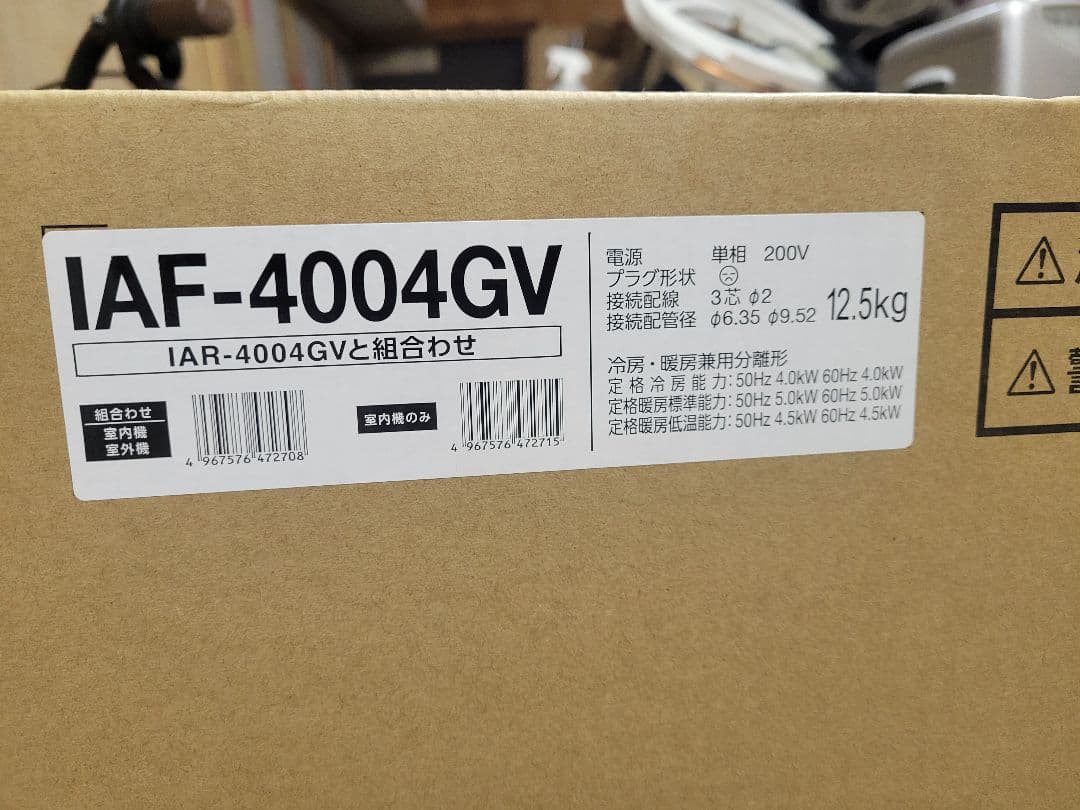 IAF-4004GV
IAR-4004GVと組合わせ
組合わせ
室内機
室外機
4 967576 472708
室内機のみ
4 967576 472715
電源 単相 200V
プラグ形状
接続配線 3芯 φ2
接続配管径 φ6.35 φ9.52
12.5kg
冷房・暖房兼用分離形
定格冷房能力:50Hz 4.0kW 60Hz 4.0kW
定格暖房標準能力:50Hz 5.0kW 60Hz 5.0kW
定格暖房低温能力:50Hz 4.5kW 60Hz 4.5kW